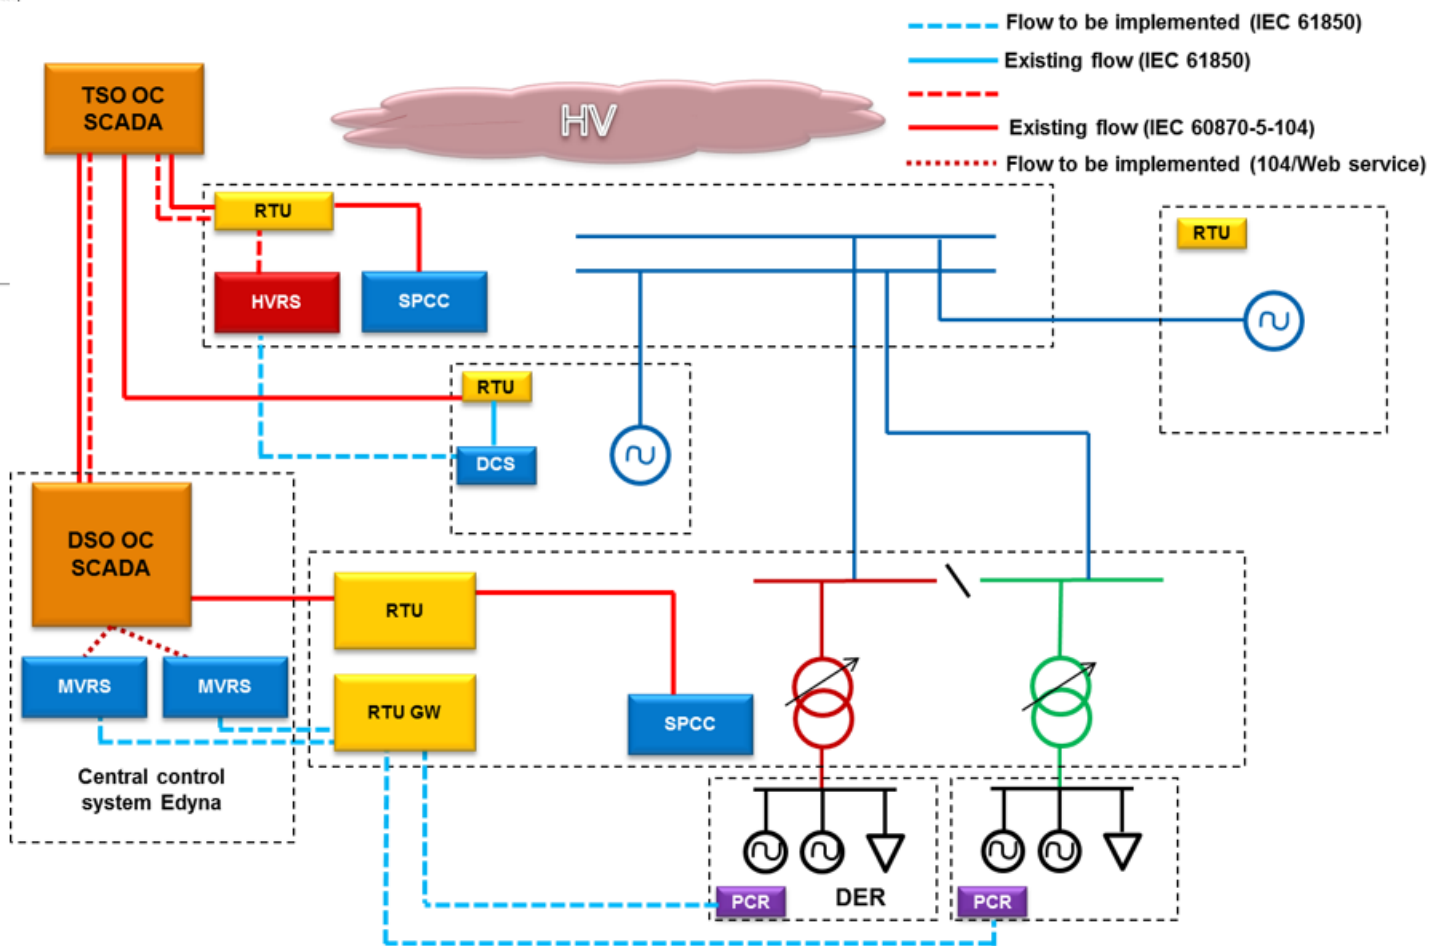 Flow to be implemented (IEC 61850)
Existing flow (IEC 61850)
Existing flow (IEC 60870-5-104)
Flow to be implemented (104/Web service)
TSO OC
SCADA
HV
RTU
HVRS
SPCC
RTU
RTU
DCS
DSO OC
SCADA
MVRS
MVRS
Central control
system Edyna
RTU
RTU GW
SPCC
PCR
DER
PCR